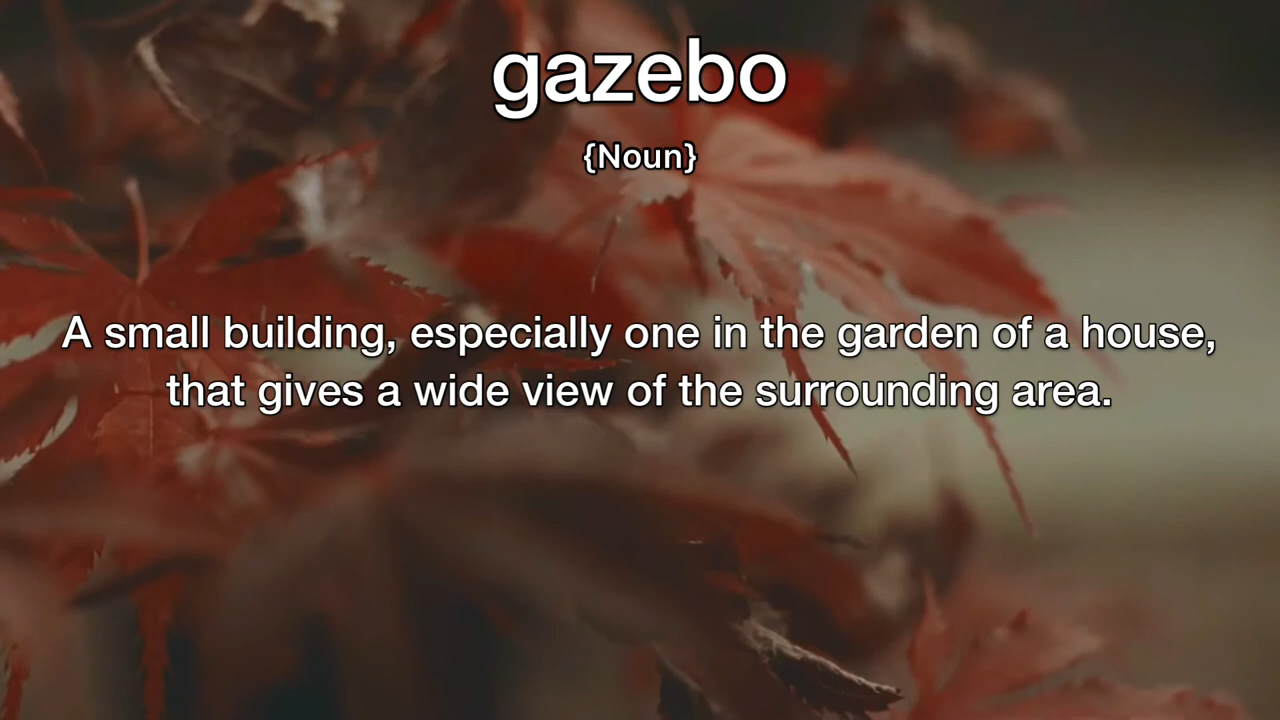 gazebo
{Noun}
A small building, especially one in the garden of a house,
that gives a wide view of the surrounding area.